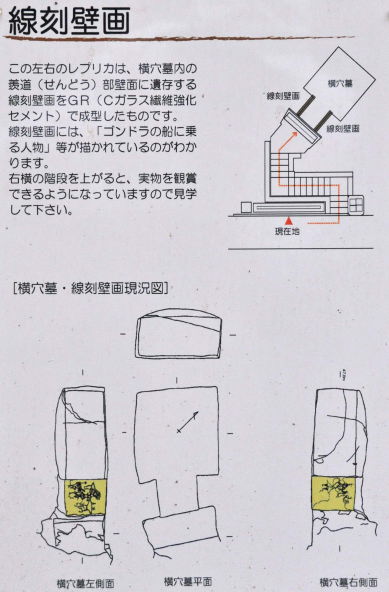 線刻壁画
この左右のレプリカは、横穴墓内の
羨道（せんどう）部壁面に遺存する
線刻壁画をGR（Cガラス繊維強化
セメント）で成型したものです。
線刻壁画には、「ゴンドラの船に乗
る人物」等が描かれているのがわか
ります。
右横の階段を上がると、実物を観賞
できるようになっていますので見学
して下さい。
横穴墓
線刻壁画
線刻壁画
現在地
[横穴墓・線刻壁画現況図]
横穴墓左側面
横穴墓平面
横穴墓右側面